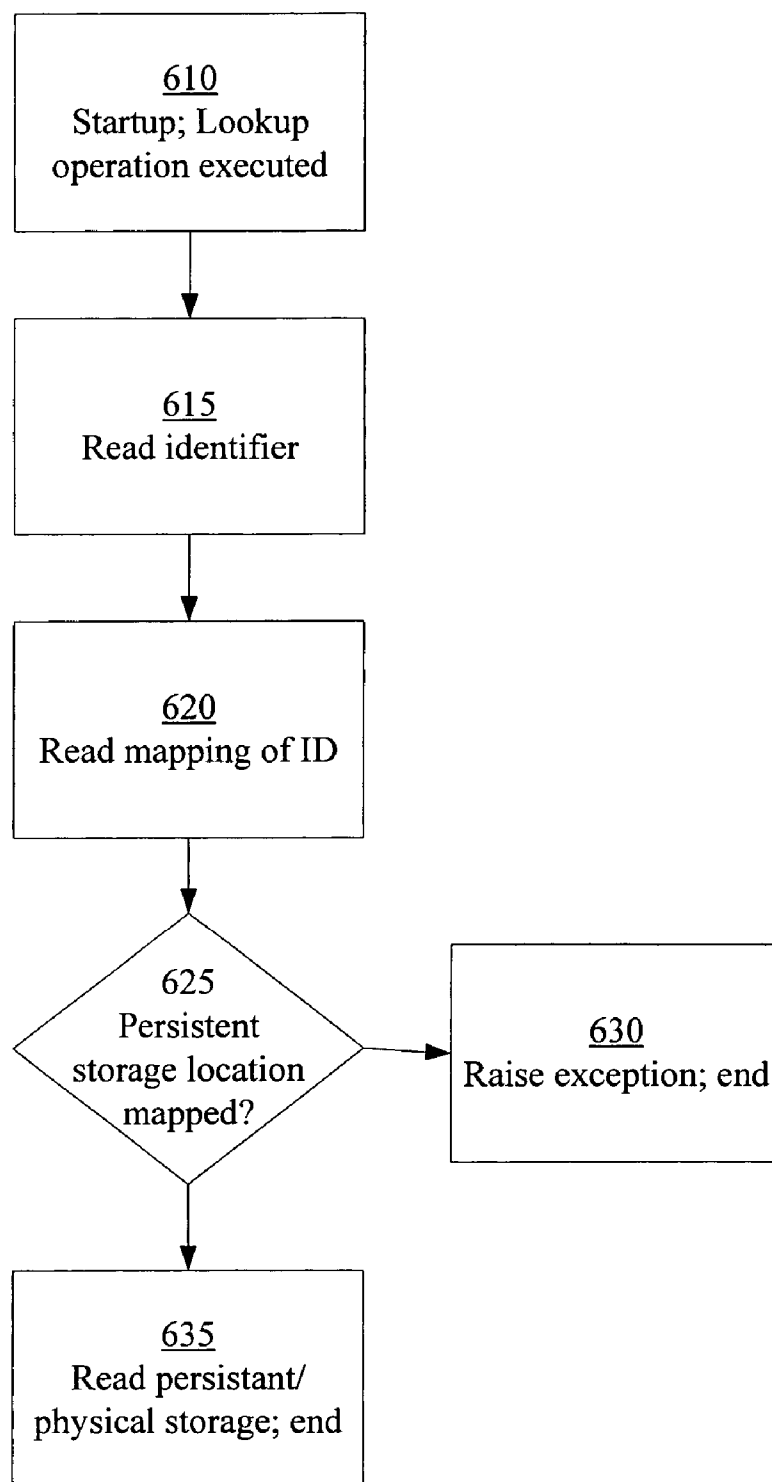 610
Startup; Lookup
operation executed
615
Read identifier
620
Read mapping of ID
625
Persistent
storage location
mapped?
630
Raise exception; end
635
Read persistant/
physical storage; end